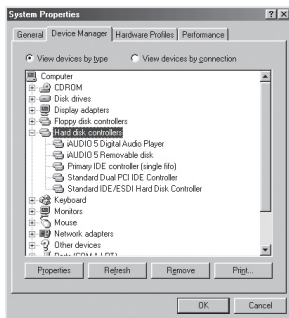 System Properties
General Device Manager Hardware Profiles Performance
View devices by type View devices by connection
Computer
CDROM
Disk drives
Display adapters
Floppy disk controllers
Hard disk controllers
iAUDIO 5 Digital Audio Player
iAUDIO 5 Removable disk
Primary IDE controller (single fifo)
Standard Dual PCI IDE Controller
Standard IDE/ESDI Hard Disk Controller
Keyboard
Monitors
Mouse
Network adapters
Other devices
Ports (COM & LPT)
Properties Refresh Remove Print...
OK Cancel